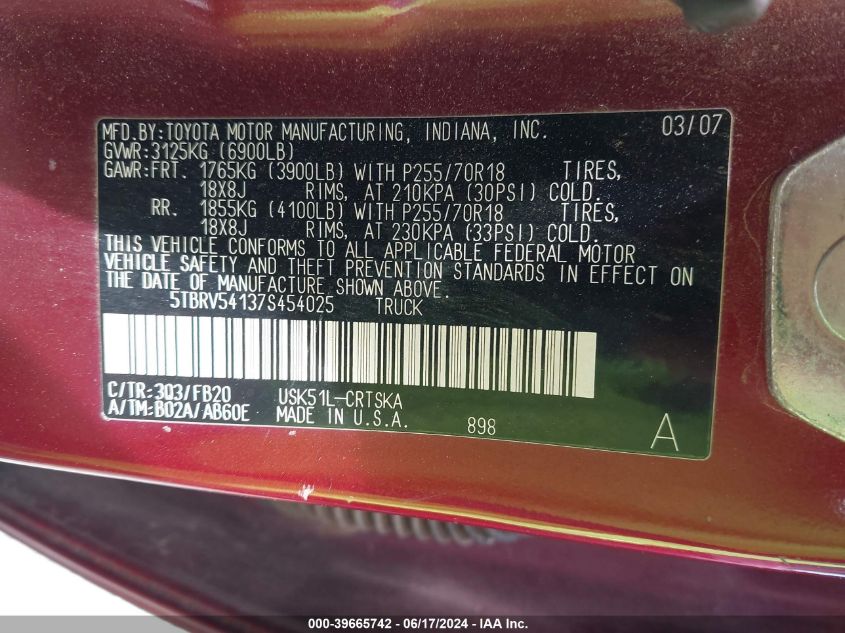 MFD.BY:TOYOTA MOTOR MANUFACTURING, INDIANA, INC. 03/07
GVWR:3125KG (6900LB)
GAWR:FRT. 1765KG (3900LB) WITH P255/70R18 TIRES,
18X8J RIMS, AT 210KPA (30PSI) COLD.
RR. 1855KG (4100LB) WITH P255/70R18 TIRES,
18X8J RIMS, AT 230KPA (33PSI) COLD.
THIS VEHICLE CONFORMS TO ALL APPLICABLE FEDERAL MOTOR
VEHICLE SAFETY AND THEFT PREVENTION STANDARDS IN EFFECT ON
THE DATE OF MANUFACTURE SHOWN ABOVE.
5TBRV54137S454025 TRUCK
C/TR:303/FB20 USK51L-CRTSKA
A/TM:B02A/AB60E MADE IN U.S.A. 898 A
000-39665742 - 06/17/2024 - IAA Inc.